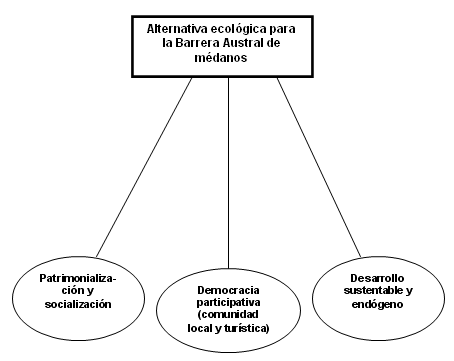 Alternativa ecológica para
la Barrera Austral de
médanos
Patrimonializa-
ción y
socialización
Democracia
participativa
(comunidad
local y turística)
Desarrollo
sustentable y
endógeno